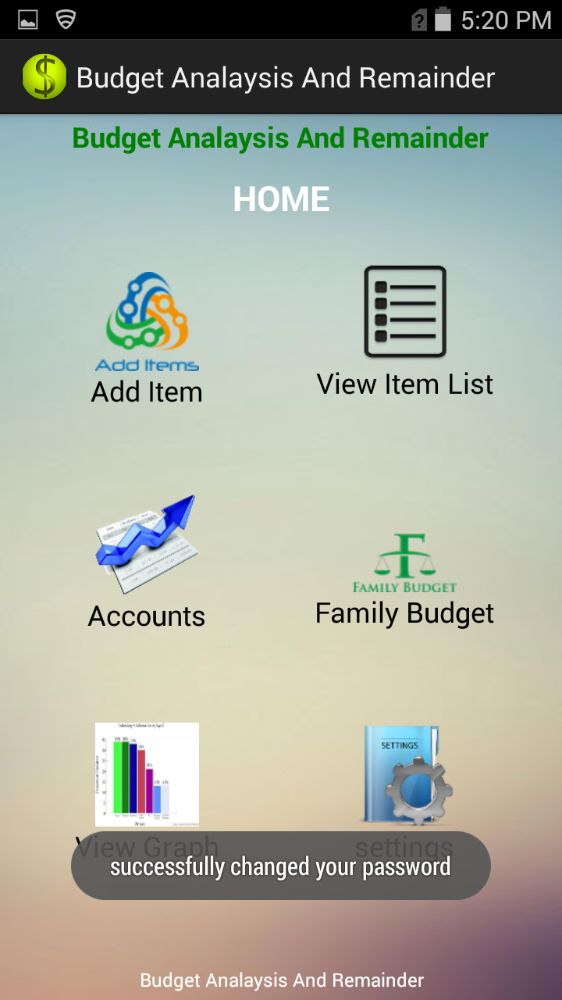 5:20 PM
Budget Analaysis And Remainder
Budget Analaysis And Remainder
HOME
Add Items
Add Item
View Item List
Accounts
FAMILY BUDGET
Family Budget
SETTINGS
View Graph
settings
successfully changed your password
Budget Analaysis And Remainder